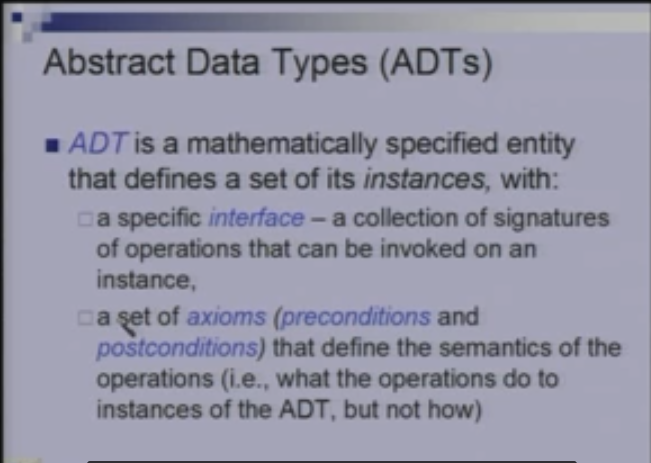 Abstract Data Types (ADTs)
ADT is a mathematically specified entity
that defines a set of its instances, with:
a specific interface – a collection of signatures
of operations that can be invoked on an
instance,
a set of axioms (preconditions and
postconditions) that define the semantics of the
operations (i.e., what the operations do to
instances of the ADT, but not how)